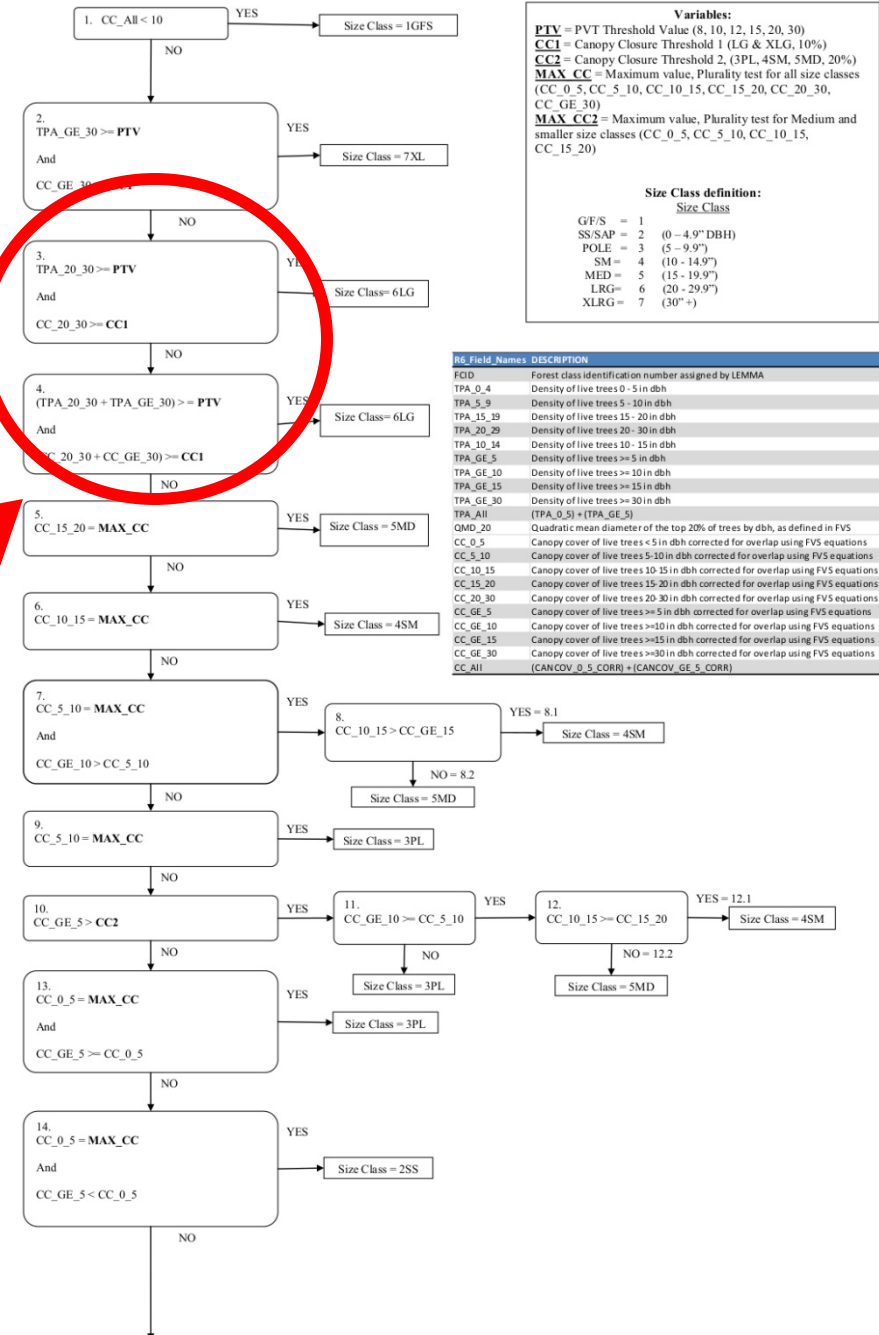 1. CC_All < 10
YES
Size Class = 1GFS
NO
2.
TPA_GE_30 >= PTV
And
CC_GE_30
YES
Size Class = 7XL
NO
3.
TPA_20_30 >= PTV
And
CC_20_30 >= CC1
YES
Size Class= 6LG
NO
4.
(TPA_20_30 + TPA_GE_30) > = PTV
And
CC_20_30 + CC_GE_30) >= CC1
YES
Size Class= 6LG
NO
5.
CC_15_20 = MAX_CC
YES
Size Class = 5MD
NO
6.
CC_10_15 = MAX_CC
YES
Size Class = 4SM
NO
7.
CC_5_10 = MAX_CC
And
CC_GE_10 > CC_5_10
YES
8.
CC_10_15 > CC_GE_15
YES = 8.1
Size Class = 4SM
NO = 8.2
Size Class = 5MD
NO
9.
CC_5_10 = MAX_CC
YES
Size Class = 3PL
NO
10.
CC_GE_5 > CC2
YES
11.
CC_GE_10 >= CC_5_10
YES
12.
CC_10_15 >= CC_15_20
YES = 12.1
Size Class = 4SM
NO
Size Class = 3PL
NO = 12.2
Size Class = 5MD
NO
13.
CC_0_5 = MAX_CC
And
CC_GE_5 >= CC_0_5
YES
Size Class = 3PL
NO
14.
CC_0_5 = MAX_CC
And
CC_GE_5 < CC_0_5
YES
Size Class = 2SS
NO
Variables:
PTV = PVT Threshold Value (8, 10, 12, 15, 20, 30)
CC1 = Canopy Closure Threshold 1 (LG & XLG, 10%)
CC2 = Canopy Closure Threshold 2, (3PL, 4SM, 5MD, 20%)
MAX_CC = Maximum value, Plurality test for all size classes
(CC_0_5, CC_5_10, CC_10_15, CC_15_20, CC_20_30,
CC_GE_30)
MAX_CC2 = Maximum value, Plurality test for Medium and
smaller size classes (CC_0_5, CC_5_10, CC_10_15,
CC_15_20)
Size Class definition:
Size Class
G/F/S = 1
SS/SAP = 2 (0 – 4.9” DBH)
POLE = 3 (5 – 9.9”)
SM = 4 (10 - 14.9”)
MED = 5 (15 - 19.9”)
LRG= 6 (20 - 29.9”)
XLRG = 7 (30” +)
R6_Field_Names DESCRIPTION
FCID Forest class identification number assigned by LEMMA
TPA_0_4 Density of live trees 0 - 5 in dbh
TPA_5_9 Density of live trees 5 - 10 in dbh
TPA_15_19 Density of live trees 15 - 20 in dbh
TPA_20_29 Density of live trees 20 - 30 in dbh
TPA_10_14 Density of live trees 10 - 15 in dbh
TPA_GE_5 Density of live trees >= 5 in dbh
TPA_GE_10 Density of live trees >= 10 in dbh
TPA_GE_15 Density of live trees >= 15 in dbh
TPA_GE_30 Density of live trees >= 30 in dbh
TPA_All (TPA_0_5) + (TPA_GE_5)
QMD_20 Quadratic mean diameter of the top 20% of trees by dbh, as defined in FVS
CC_0_5 Canopy cover of live trees < 5 in dbh corrected for overlap using FVS equations
CC_5_10 Canopy cover of live trees 5-10 in dbh corrected for overlap using FVS equations
CC_10_15 Canopy cover of live trees 10-15 in dbh corrected for overlap using FVS equations
CC_15_20 Canopy cover of live trees 15-20 in dbh corrected for overlap using FVS equations
CC_20_30 Canopy cover of live trees 20-30 in dbh corrected for overlap using FVS equations
CC_GE_5 Canopy cover of live trees >= 5 in dbh corrected for overlap using FVS equations
CC_GE_10 Canopy cover of live trees >=10 in dbh corrected for overlap using FVS equations
CC_GE_15 Canopy cover of live trees >=15 in dbh corrected for overlap using FVS equations
CC_GE_30 Canopy cover of live trees >=30 in dbh corrected for overlap using FVS equations
CC_All (CANCOV_0_5_CORR) + (CANCOV_GE_5_CORR)